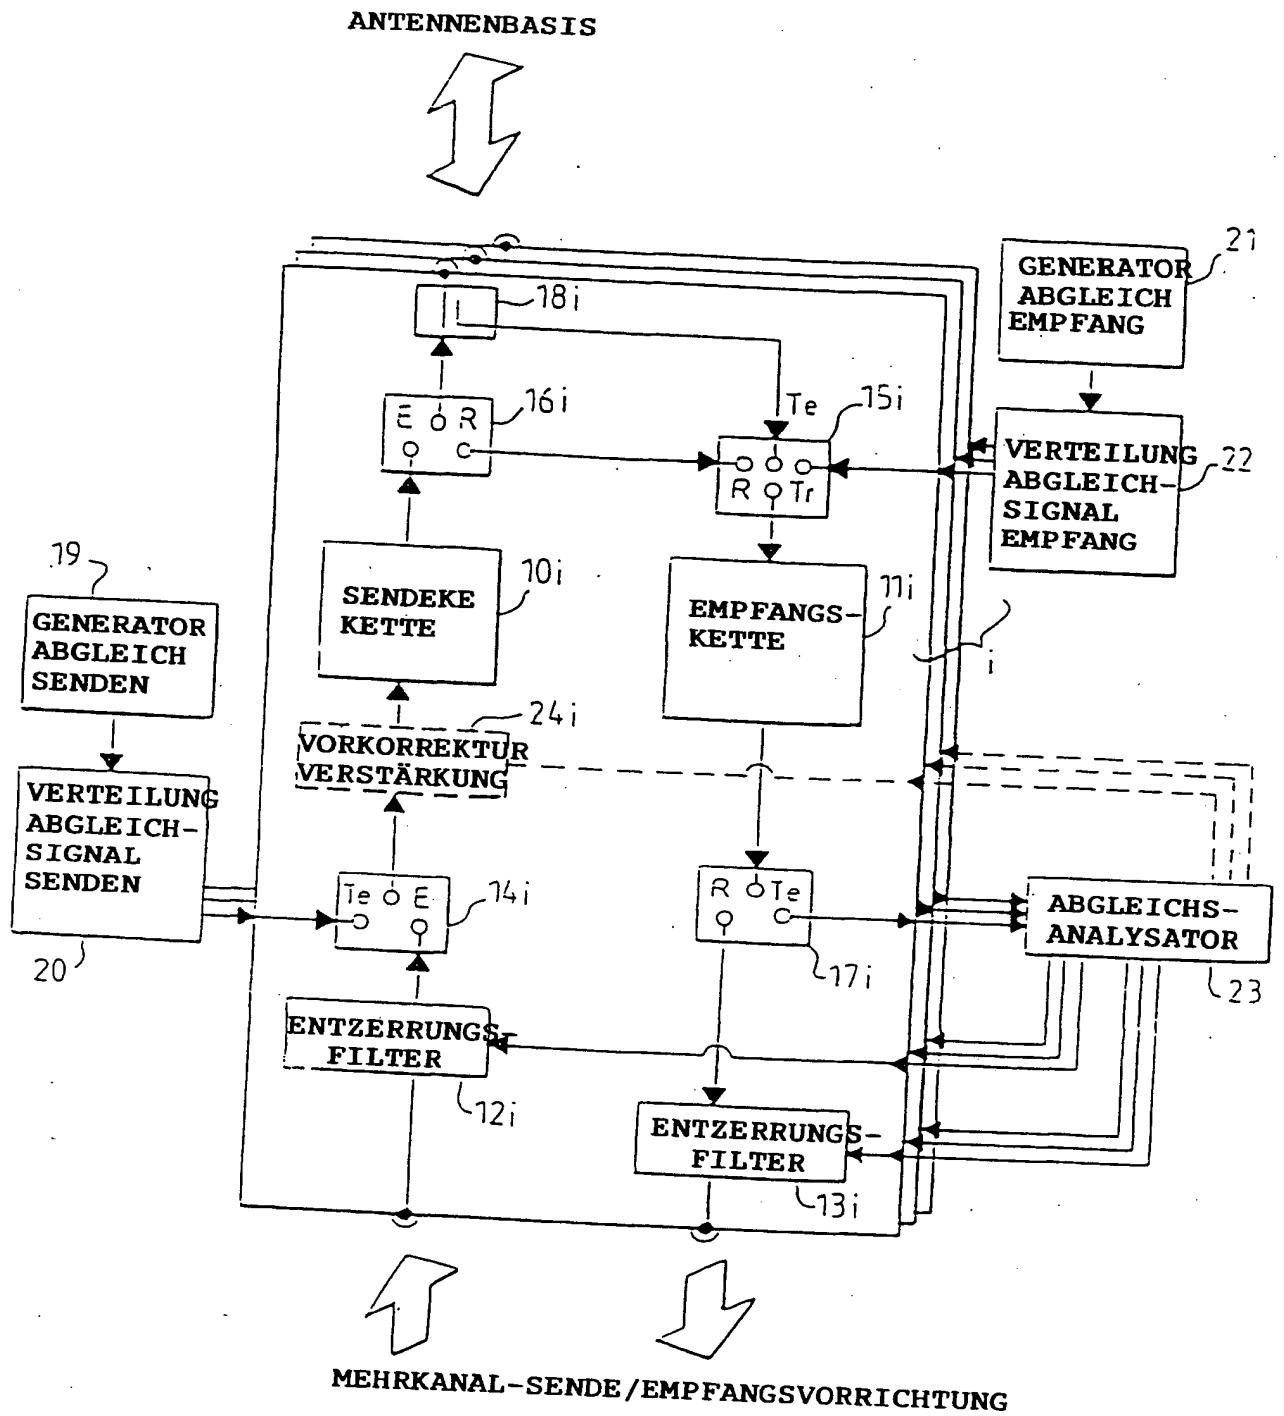 ANTENNENBASIS
21
GENERATOR
ABGLEICH
EMPFANG
18i
Te
15i
E R
16i
R Tr
VERTEILUNG
ABGLEICH-
SIGNAL
EMPFANG
22
19
GENERATOR
ABGLEICH
SENDEN
SENDEKE
KETTE
10i
EMPFANGS-
KETTE
11i
i
24i
VORKORREKTUR
VERSTÄRKUNG
VERTEILUNG
ABGLEICH-
SIGNAL
SENDEN
20
Te E
14i
R Te
17i
ABGLEICHS-
ANALYSATOR
23
ENTZERRUNGS-
FILTER
12i
ENTZERRUNGS-
FILTER
13i
MEHRKANAL-SENDE/EMPFANGSVORRICHTUNG